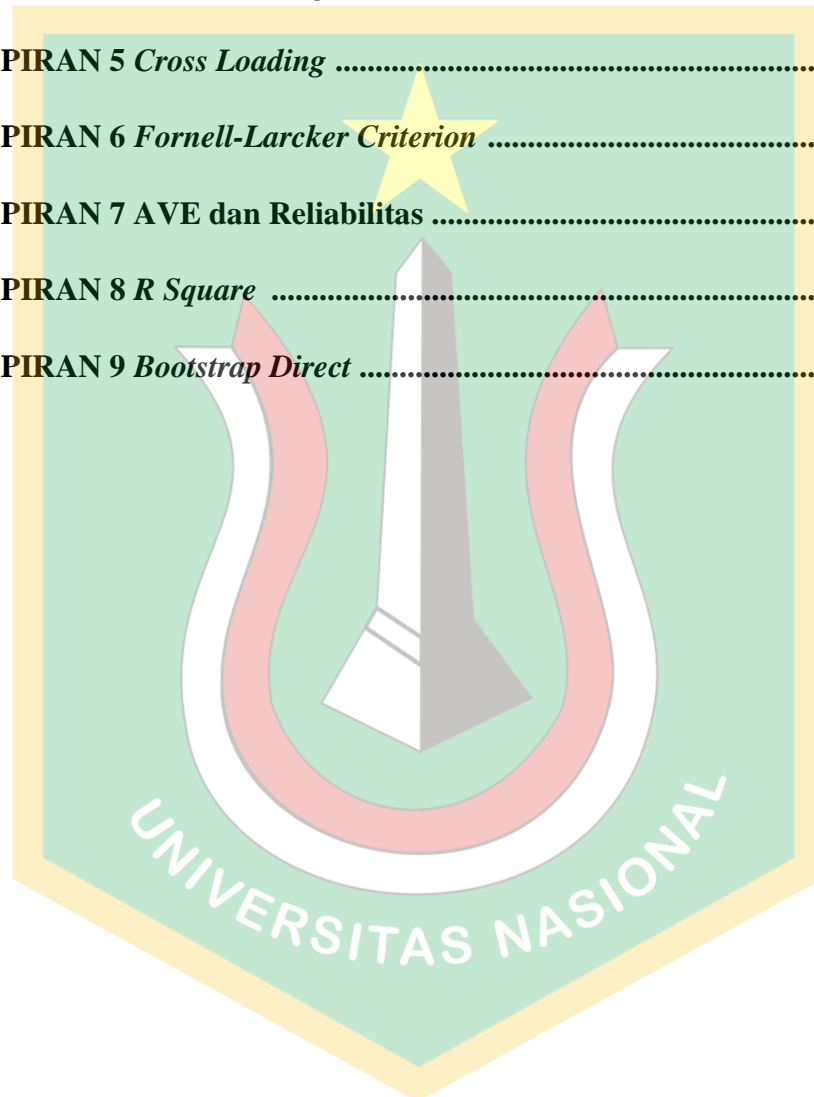 PIRAN 5 Cross Loading ............................................................
PIRAN 6 Fornell-Larcker Criterion .........................................
PIRAN 7 AVE dan Reliabilitas ................................................
PIRAN 8 R Square ....................................................................
PIRAN 9 Bootstrap Direct .........................................................
UNIVERSITAS NASIONAL